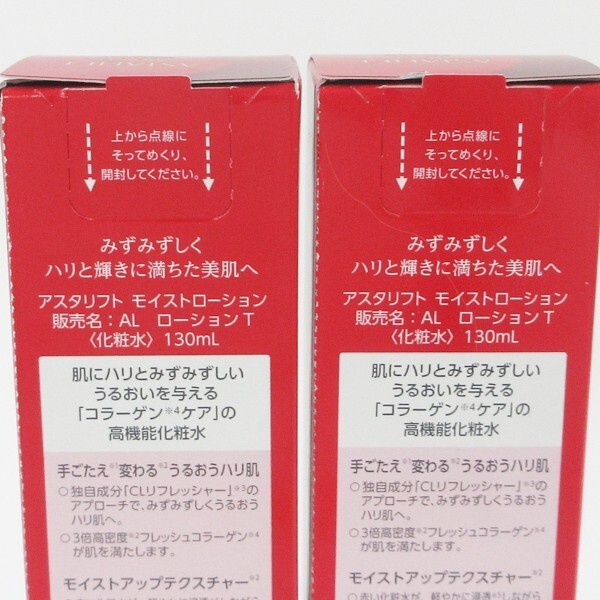 上から点線に
そってめくり、
開封してください。
みずみずしく
ハリと輝きに満ちた美肌へ
アスタリフト モイストローション
販売名：AL ローションT
〈化粧水〉130mL
肌にハリとみずみずしい
うるおいを与える
「コラーゲン※4ケア」の
高機能化粧水
手ごたえ※1変わる※2うるおうハリ肌
○独自成分「CLリフレッシャー」※3の
アプローチで、みずみずしくうるおう
ハリ肌へ。
○3倍高密度※2フレッシュコラーゲン※4
が肌を満たします。
モイストアップテクスチャー※2
上から点線に
そってめくり、
開封してください。
みずみずしく
ハリと輝きに満ちた美肌へ
アスタリフト モイストローション
販売名：AL ローションT
〈化粧水〉130mL
肌にハリとみずみずしい
うるおいを与える
「コラーゲン※4ケア」の
高機能化粧水
手ごたえ※1変わる※2うるおうハリ肌
○独自成分「CLリフレッシャー」※3の
アプローチで、みずみずしくうるおう
ハリ肌へ。
○3倍高密度※2フレッシュコラーゲン※4
が肌を満たします。
モイストアップテクスチャー※2
○赤い化粧水が、軽やかに浸透※5しながら